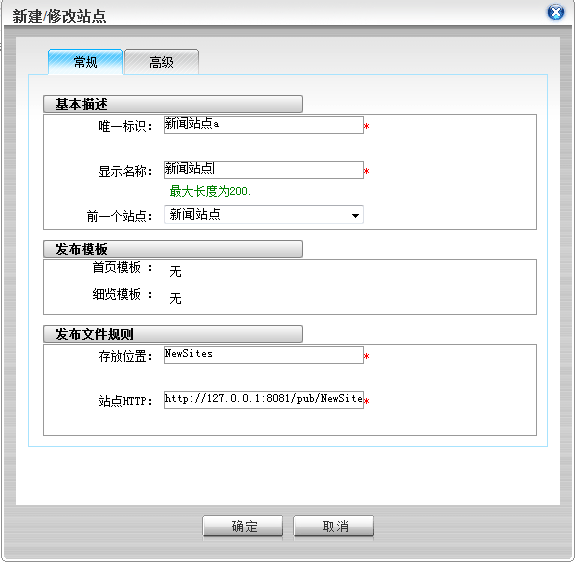 新建/修改站点
常规 高级
基本描述
唯一标识： 新闻站点a*
显示名称： 新闻站点*
最大长度为200.
前一个站点： 新闻站点
发布模板
首页模板 ： 无
细览模板 ： 无
发布文件规则
存放位置： NewSites*
站点HTTP： http://127.0.0.1:8081/pub/NewSite*
确定 取消